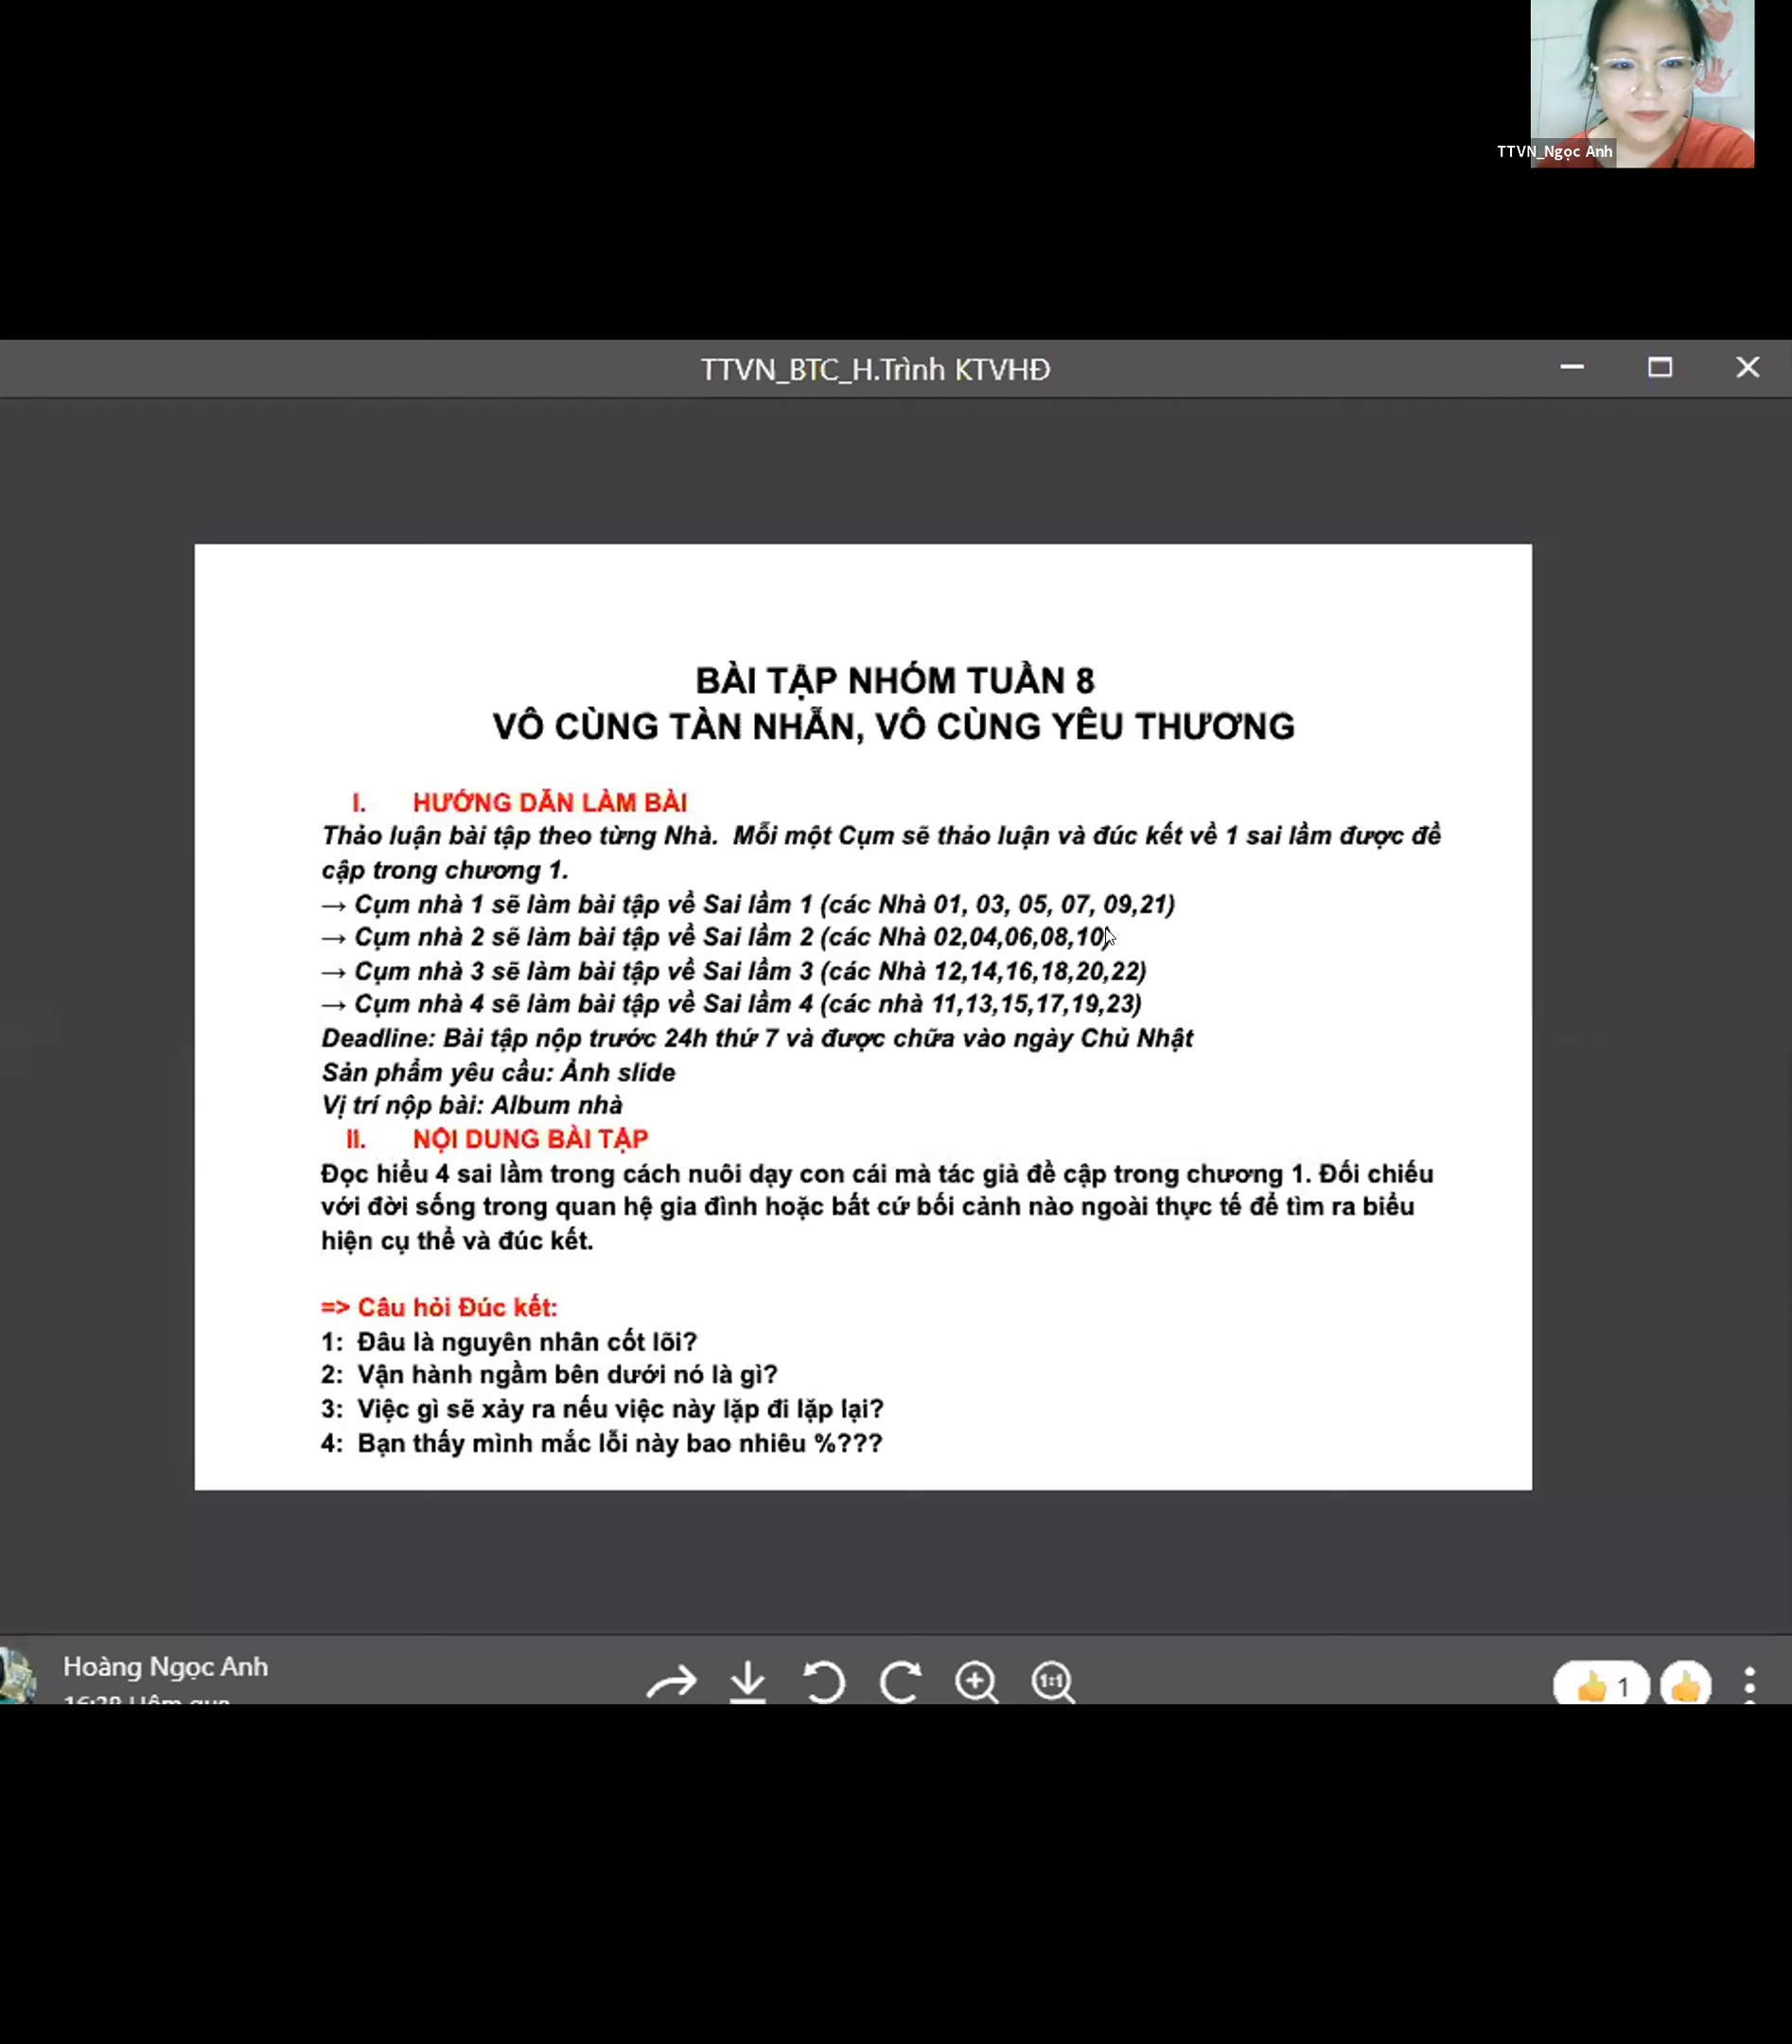 TTVN_Ngọc Anh
TTVN_BTC_H.Trình KTVHĐ
BÀI TẬP NHÓM TUẦN 8
VÔ CÙNG TÀN NHẪN, VÔ CÙNG YÊU THƯƠNG
I. HƯỚNG DẪN LÀM BÀI
Thảo luận bài tập theo từng Nhà. Mỗi một Cụm sẽ thảo luận và đúc kết về 1 sai lầm được đề
cập trong chương 1.
→ Cụm nhà 1 sẽ làm bài tập về Sai lầm 1 (các Nhà 01, 03, 05, 07, 09,21)
→ Cụm nhà 2 sẽ làm bài tập về Sai lầm 2 (các Nhà 02,04,06,08,10)
→ Cụm nhà 3 sẽ làm bài tập về Sai lầm 3 (các Nhà 12,14,16,18,20,22)
→ Cụm nhà 4 sẽ làm bài tập về Sai lầm 4 (các nhà 11,13,15,17,19,23)
Deadline: Bài tập nộp trước 24h thứ 7 và được chữa vào ngày Chủ Nhật
Sản phẩm yêu cầu: Ảnh slide
Vị trí nộp bài: Album nhà
II. NỘI DUNG BÀI TẬP
Đọc hiểu 4 sai lầm trong cách nuôi dạy con cái mà tác giả đề cập trong chương 1. Đối chiếu
với đời sống trong quan hệ gia đình hoặc bất cứ bối cảnh nào ngoài thực tế để tìm ra biểu
hiện cụ thể và đúc kết.
=> Câu hỏi Đúc kết:
1: Đâu là nguyên nhân cốt lõi?
2: Vận hành ngầm bên dưới nó là gì?
3: Việc gì sẽ xảy ra nếu việc này lặp đi lặp lại?
4: Bạn thấy mình mắc lỗi này bao nhiêu %???
Hoàng Ngọc Anh
1:1
1